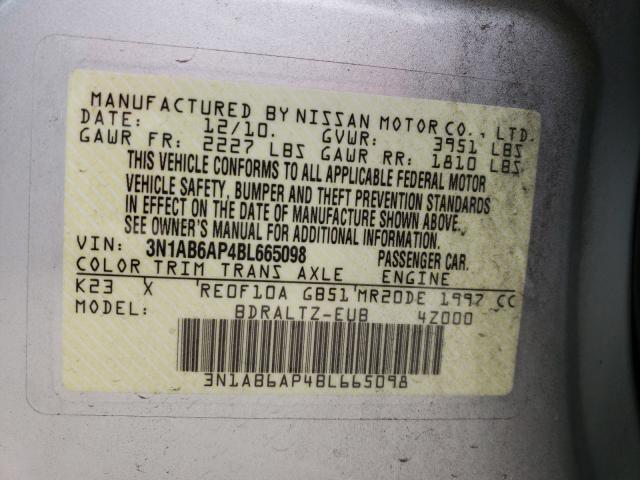 MANUFACTURED BY NISSAN MOTOR CO., LTD.
DATE: 12/10. GVWR: 3951 LBS
GAWR FR: 2227 LBS GAWR RR: 1810 LBS
THIS VEHICLE CONFORMS TO ALL APPLICABLE FEDERAL MOTOR
VEHICLE SAFETY, BUMPER AND THEFT PREVENTION STANDARDS
IN EFFECT ON THE DATE OF MANUFACTURE SHOWN ABOVE.
SEE OWNER'S MANUAL FOR ADDITIONAL INFORMATION.
VIN: 3N1AB6AP4BL665098 PASSENGER CAR.
COLOR TRIM TRANS AXLE ENGINE
K23 X 'RE0F10A GB51'MR20DE 1997 CC
MODEL: BDRALTZ-EUB 4Z000
3N1AB6AP4BL665098